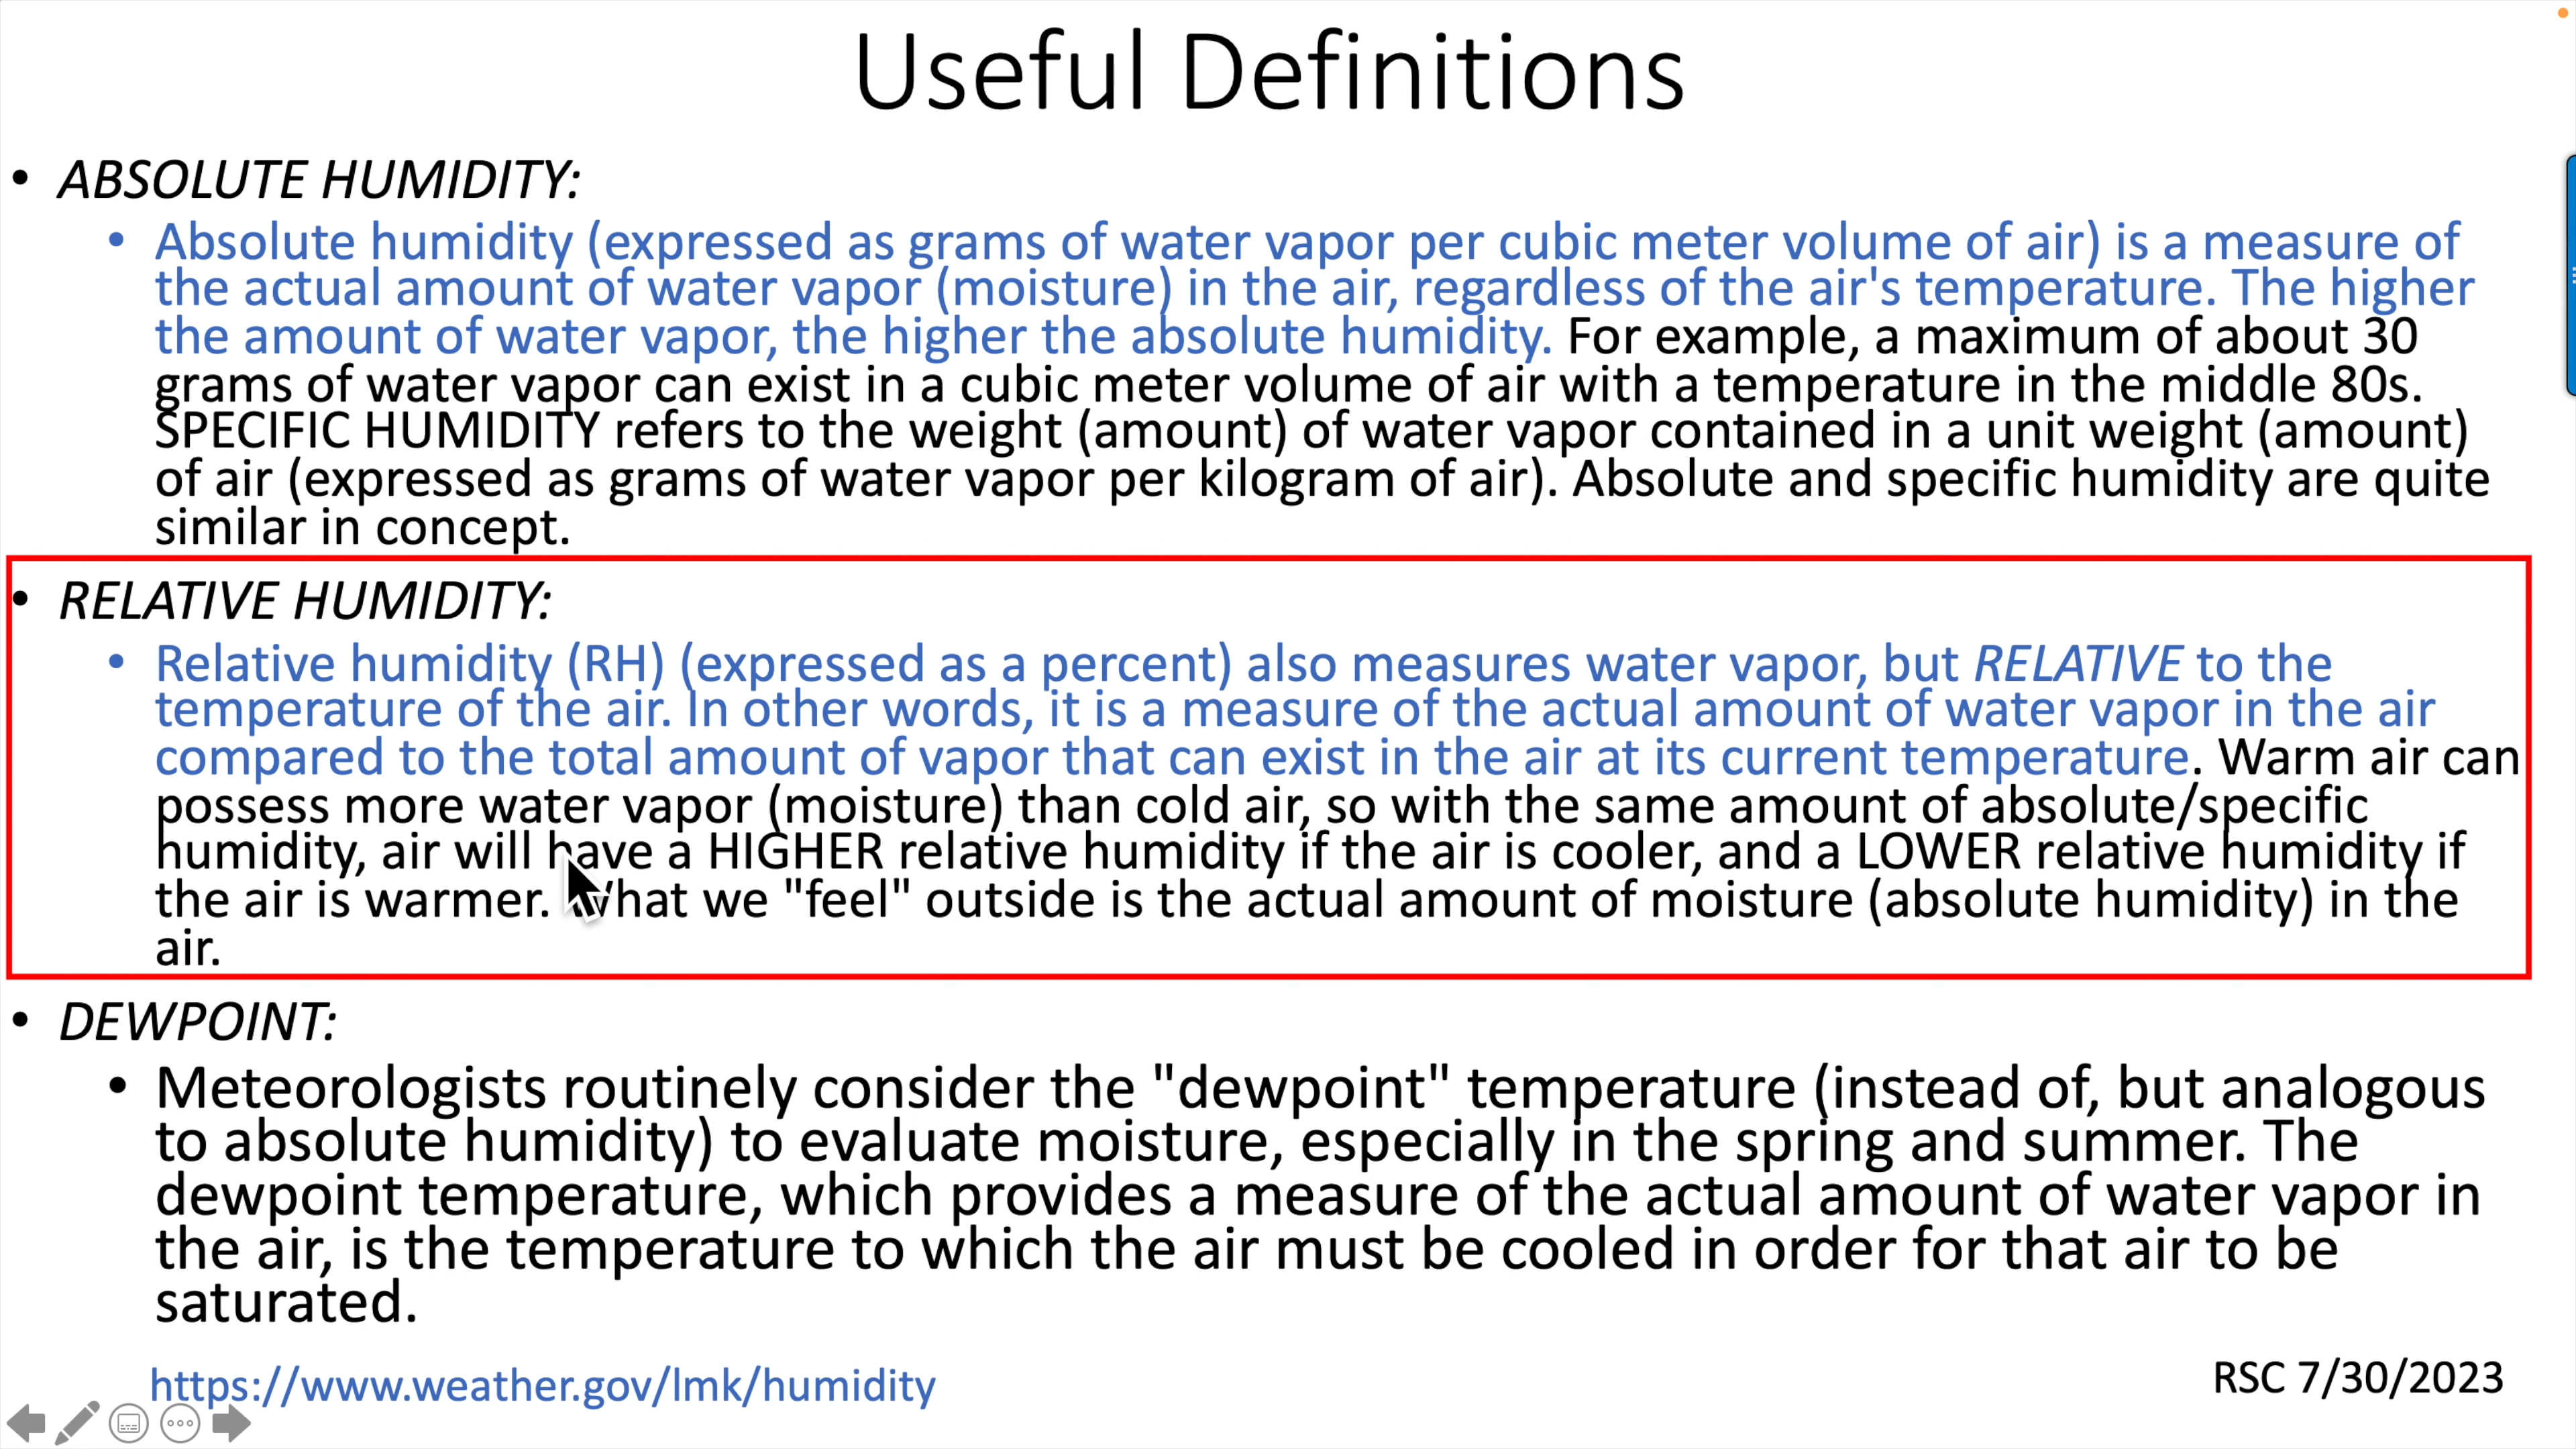 Useful Definitions
• ABSOLUTE HUMIDITY:
• Absolute humidity (expressed as grams of water vapor per cubic meter volume of air) is a measure of
the actual amount of water vapor (moisture) in the air, regardless of the air's temperature. The higher
the amount of water vapor, the higher the absolute humidity. For example, a maximum of about 30
grams of water vapor can exist in a cubic meter volume of air with a temperature in the middle 80s.
SPECIFIC HUMIDITY refers to the weight (amount) of water vapor contained in a unit weight (amount)
of air (expressed as grams of water vapor per kilogram of air). Absolute and specific humidity are quite
similar in concept.
• RELATIVE HUMIDITY:
• Relative humidity (RH) (expressed as a percent) also measures water vapor, but RELATIVE to the
temperature of the air. In other words, it is a measure of the actual amount of water vapor in the air
compared to the total amount of vapor that can exist in the air at its current temperature. Warm air can
possess more water vapor (moisture) than cold air, so with the same amount of absolute/specific
humidity, air will have a HIGHER relative humidity if the air is cooler, and a LOWER relative humidity if
the air is warmer. What we "feel" outside is the actual amount of moisture (absolute humidity) in the
air.
• DEWPOINT:
• Meteorologists routinely consider the "dewpoint" temperature (instead of, but analogous
to absolute humidity) to evaluate moisture, especially in the spring and summer. The
dewpoint temperature, which provides a measure of the actual amount of water vapor in
the air, is the temperature to which the air must be cooled in order for that air to be
saturated.
https://www.weather.gov/lmk/humidity
RSC 7/30/2023